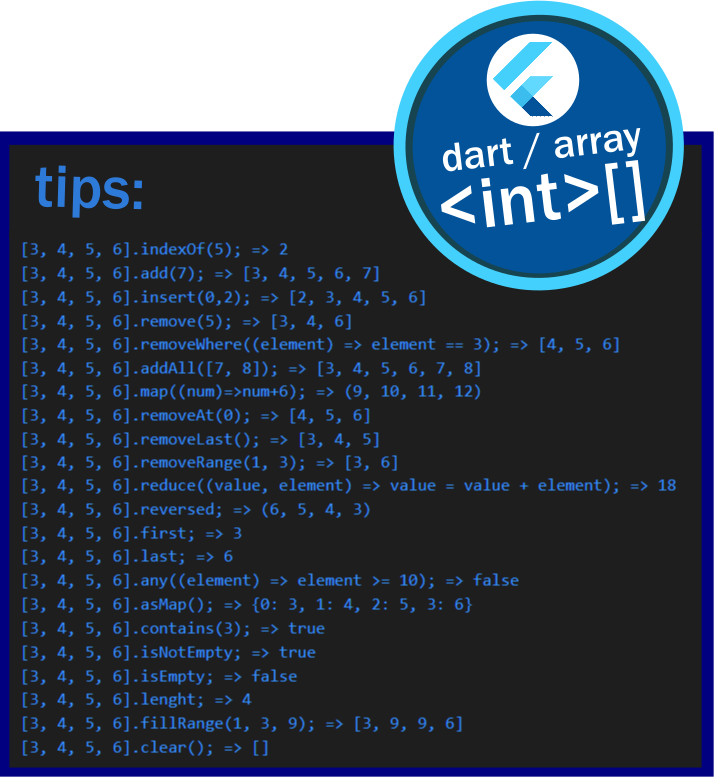 dart / array
<int>[]
tips:
[3, 4, 5, 6].indexOf(5); => 2
[3, 4, 5, 6].add(7); => [3, 4, 5, 6, 7]
[3, 4, 5, 6].insert(0,2); => [2, 3, 4, 5, 6]
[3, 4, 5, 6].remove(5); => [3, 4, 6]
[3, 4, 5, 6].removeWhere((element) => element == 3); => [4, 5, 6]
[3, 4, 5, 6].addAll([7, 8]); => [3, 4, 5, 6, 7, 8]
[3, 4, 5, 6].map((num)=>num+6); => (9, 10, 11, 12)
[3, 4, 5, 6].removeAt(0); => [4, 5, 6]
[3, 4, 5, 6].removeLast(); => [3, 4, 5]
[3, 4, 5, 6].removeRange(1, 3); => [3, 6]
[3, 4, 5, 6].reduce((value, element) => value = value + element); => 18
[3, 4, 5, 6].reversed; => (6, 5, 4, 3)
[3, 4, 5, 6].first; => 3
[3, 4, 5, 6].last; => 6
[3, 4, 5, 6].any((element) => element >= 10); => false
[3, 4, 5, 6].asMap(); => {0: 3, 1: 4, 2: 5, 3: 6}
[3, 4, 5, 6].contains(3); => true
[3, 4, 5, 6].isNotEmpty; => true
[3, 4, 5, 6].isEmpty; => false
[3, 4, 5, 6].lenght; => 4
[3, 4, 5, 6].fillRange(1, 3, 9); => [3, 9, 9, 6]
[3, 4, 5, 6].clear(); => []